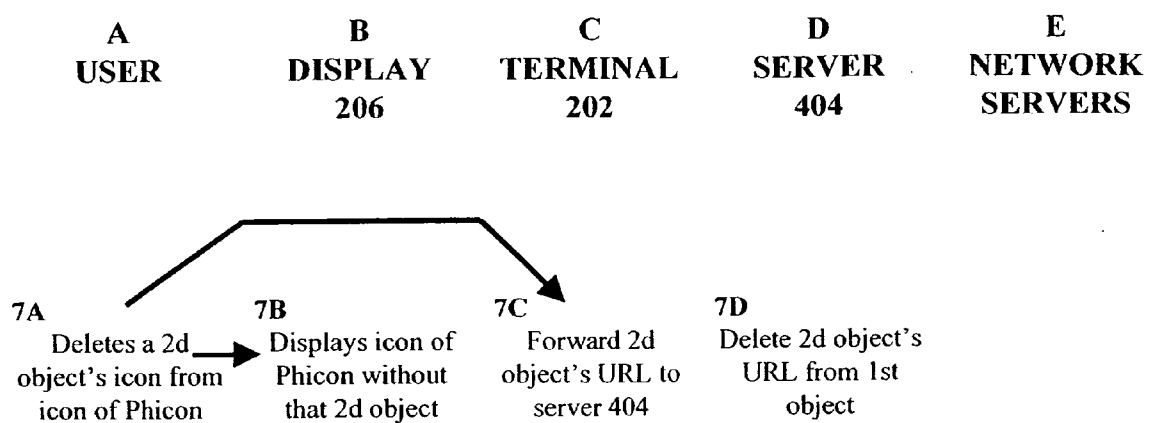 A
USER
B
DISPLAY
206
C
TERMINAL
202
D
SERVER
404
E
NETWORK
SERVERS
7A
Deletes a 2d
object's icon from
icon of Phicon
7B
Displays icon of
Phicon without
that 2d object
7C
Forward 2d
object's URL to
server 404
7D
Delete 2d object's
URL from 1st
object